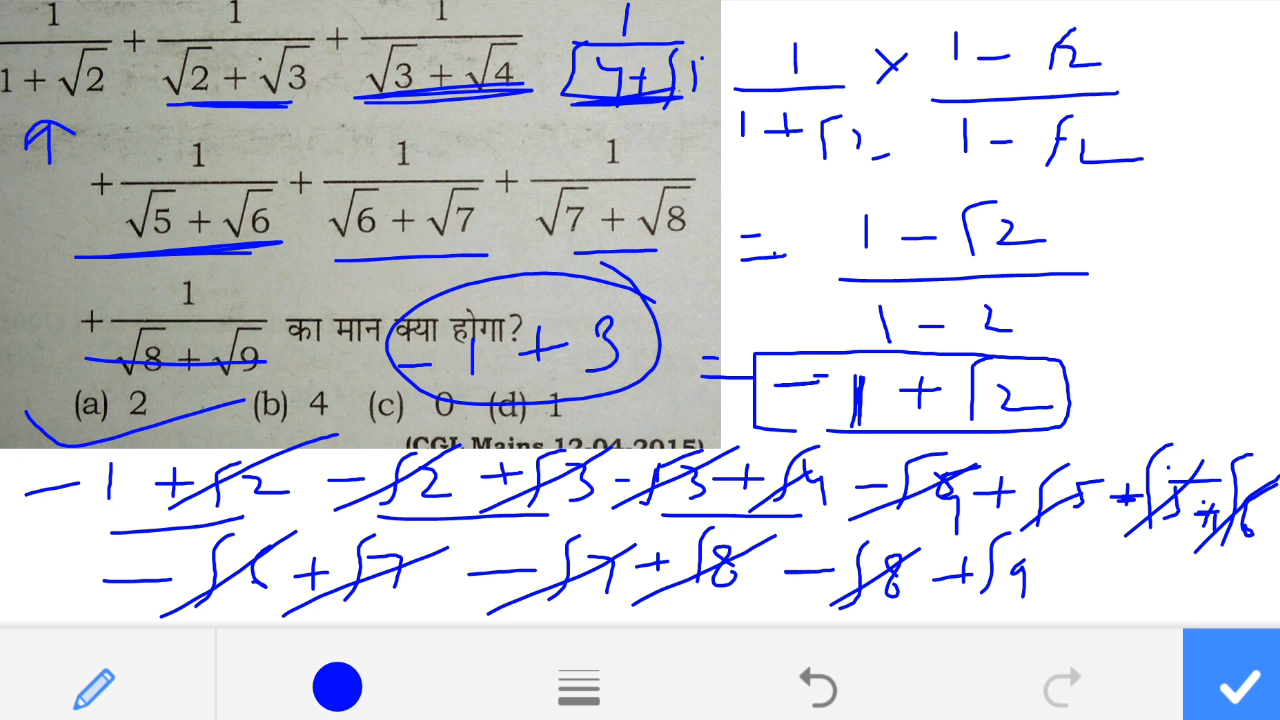 1/(1 + √2) + 1/(√2 + √3) + 1/(√3 + √4)
+ 1/(√5 + √6) + 1/(√6 + √7) + 1/(√7 + √8)
+ 1/(√8 + √9) का मान क्या होगा?
(a) 2 (b) 4 (c) 0 (d) 1
(CGL Mains 12-04-2015)
- 1 + 3
1/(1 + √2) × (1 - √2)/(1 - √2)
= (1 - √2)/(1 - 2)
= - 1 + √2
- 1 + √2 - √2 + √3 - √3 + √4
- √7 + √8 - √8 + √9